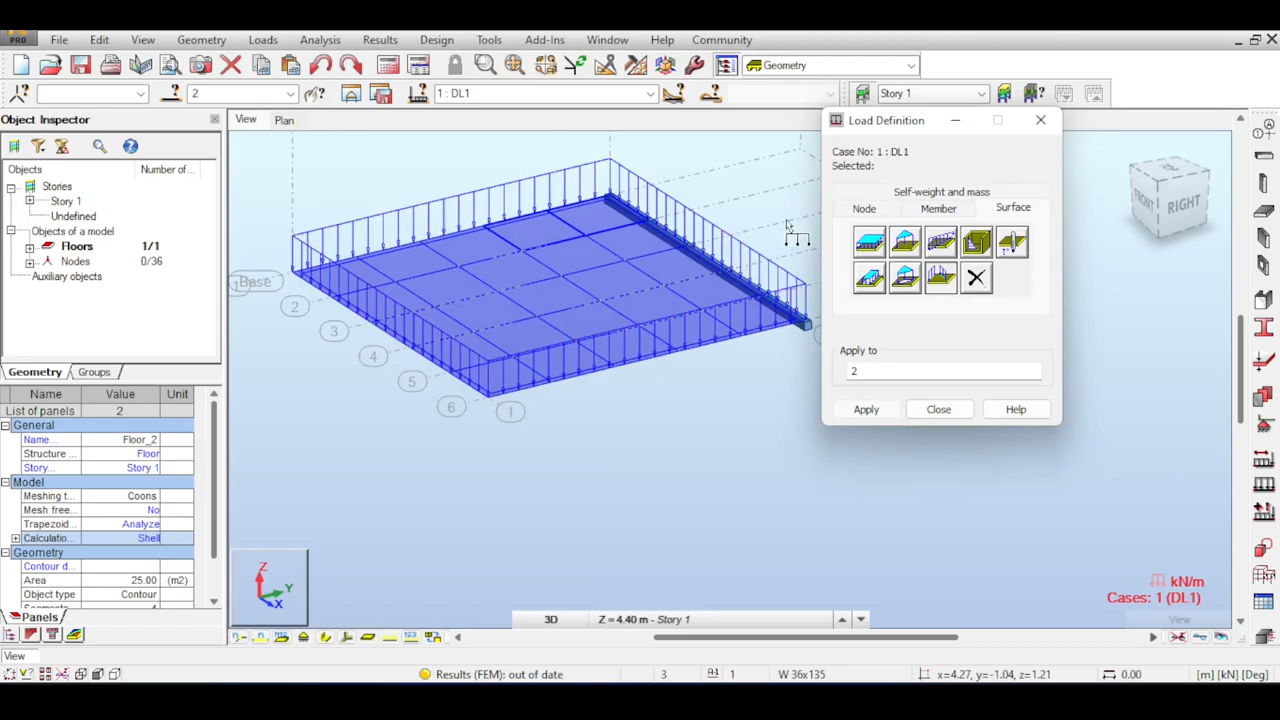 PRO File Edit View Geometry Loads Analysis Results Design Tools Add-Ins Window Help Community
Geometry
2 1 : DL1 Story 1
Object Inspector
View Plan
Objects Number of...
Stories
Story 1
Undefined
Objects of a model
Floors 1/1
Nodes 0/36
Auxiliary objects
Geometry Groups
Name Value Unit
List of panels 2
General
Name... Floor_2
Structure ... Floor
Story... Story 1
Model
Meshing t... Coons
Mesh free... No
Trapezoid... Analyze
Calculatio... Shell
Geometry
Contour d...
Area 25.00 (m2)
Object type Contour
Panels
View
Base
2
3
4
5
6
1
Z
Y
X
FRONT
RIGHT
Load Definition
Case No: 1 : DL1
Selected:
Self-weight and mass
Node Member Surface
Apply to
2
Apply Close Help
kN/m
Cases: 1 (DL1)
3D Z = 4.40 m - Story 1
View
Results (FEM): out of date 3 1 W 36x135 x=4.27, y=-1.04, z=1.21 0.00 [m] [kN] [Deg]